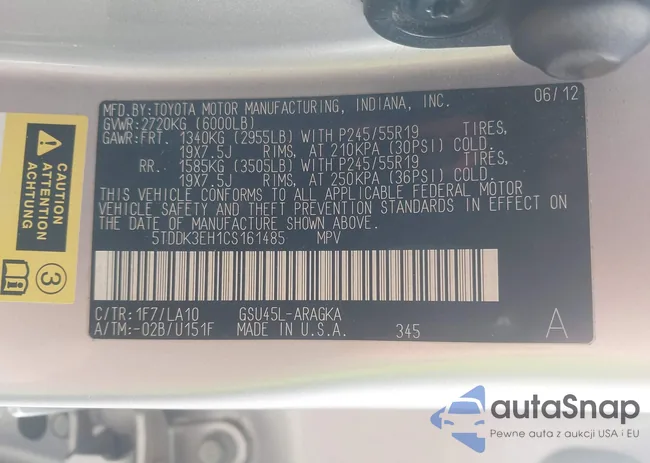 MFD.BY:TOYOTA MOTOR MANUFACTURING, INDIANA, INC. 06/12
GVWR:2720KG (6000LB)
GAWR:FRT. 1340KG (2955LB) WITH P245/55R19 TIRES,
19X7.5J RIMS, AT 210KPA (30PSI) COLD.
RR. 1585KG (3505LB) WITH P245/55R19 TIRES,
19X7.5J RIMS, AT 250KPA (36PSI) COLD.
THIS VEHICLE CONFORMS TO ALL APPLICABLE FEDERAL MOTOR
VEHICLE SAFETY AND THEFT PREVENTION STANDARDS IN EFFECT ON
THE DATE OF MANUFACTURE SHOWN ABOVE.
5TDDK3EH1CS161485 MPV
C/TR:1F7/LA10 GSU45L-ARAGKA
A/TM:-02B/U151F MADE IN U.S.A. 345 A
CAUTION
ATTENTION
ACHTUNG
3
autoSnap
Pewne auta z aukcji USA i EU